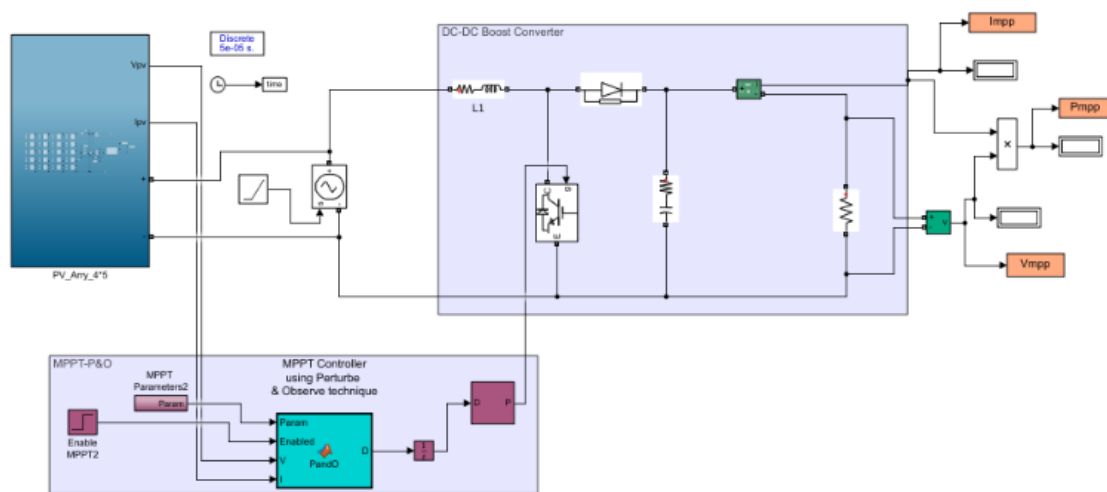 Discrete
5e-05 s.
time
Vpv
Ipv
+
-
PV_Arry_4*5
+
-
s
DC-DC Boost Converter
L1
g
C
E
+
-
v
×
Impp
Pmpp
Vmpp
MPPT-P&O
MPPT
Parameters2
Param
Enable
MPPT2
MPPT Controller
using Perturbe
& Observe technique
Param
Enabled
V
I
PandO
D
D
P